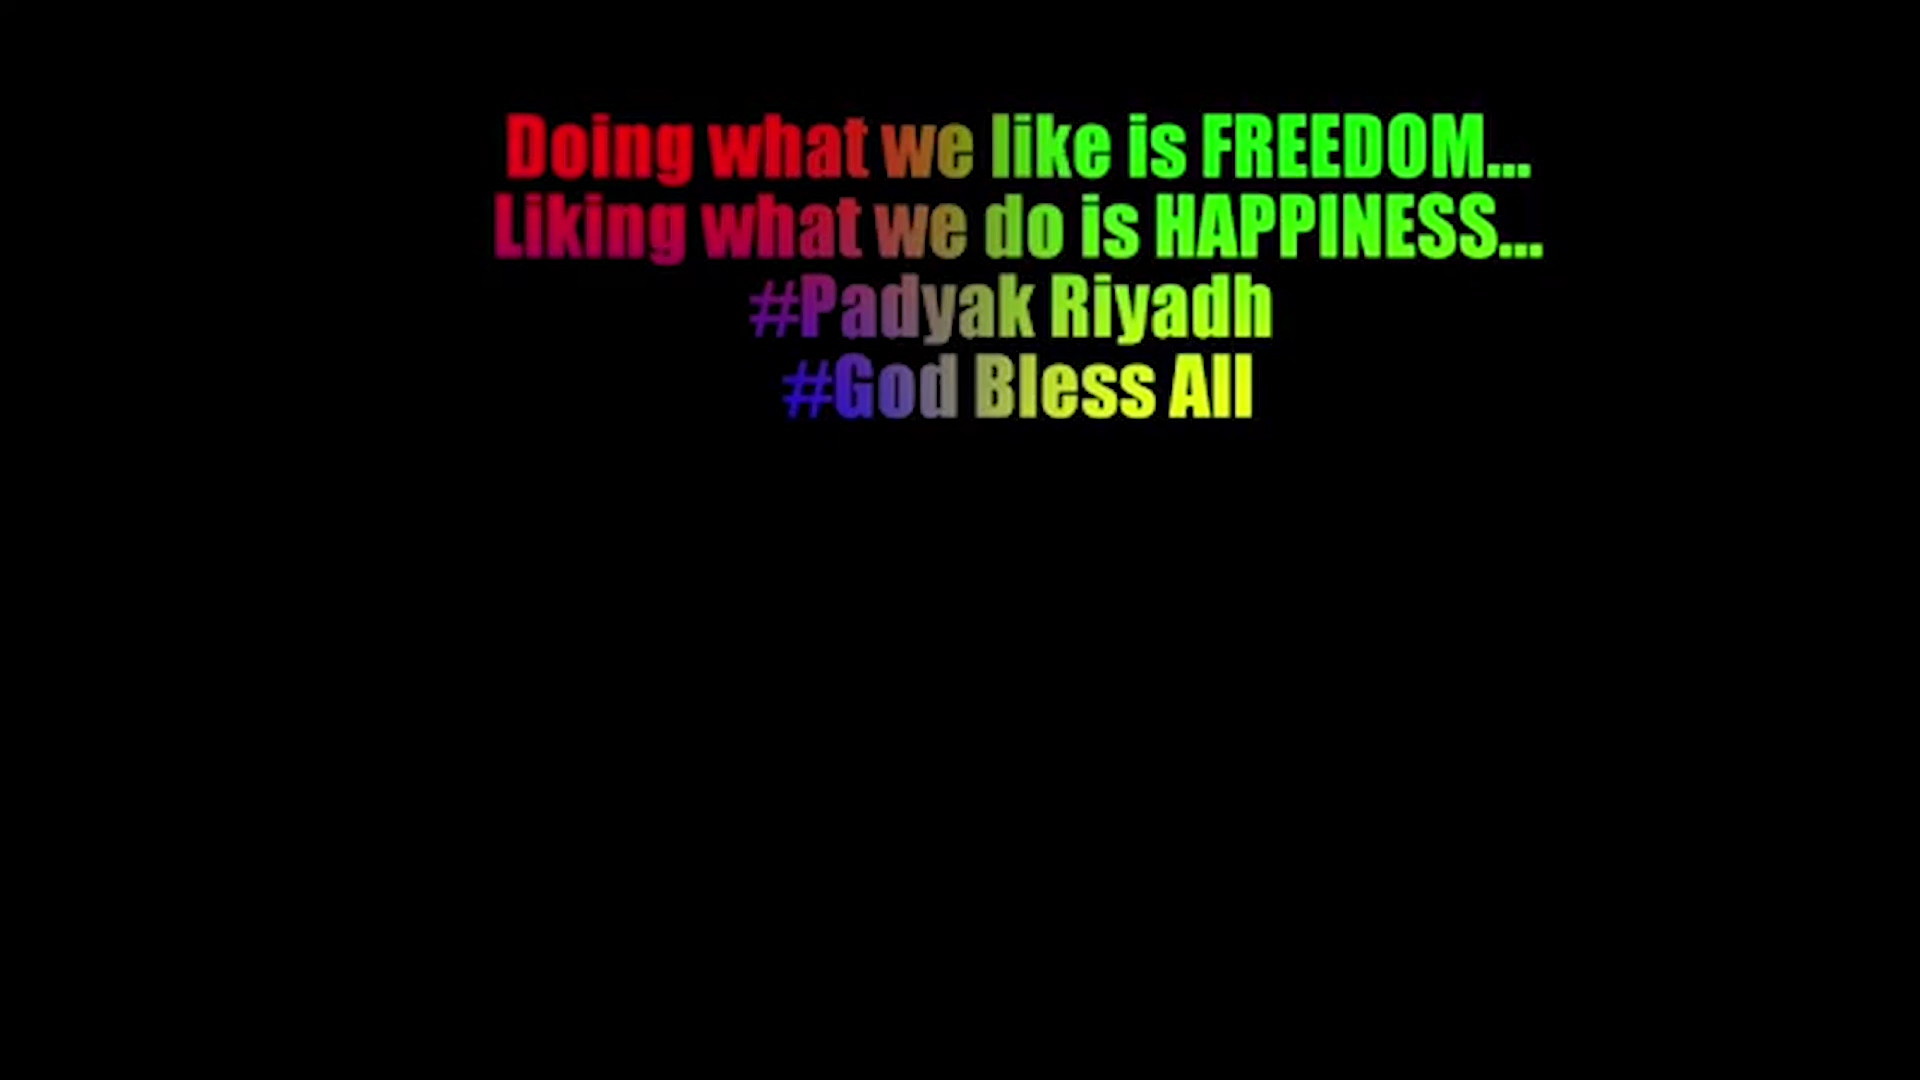 Doing what we like is FREEDOM...
Liking what we do is HAPPINESS...
#Padyak Riyadh
#God Bless All